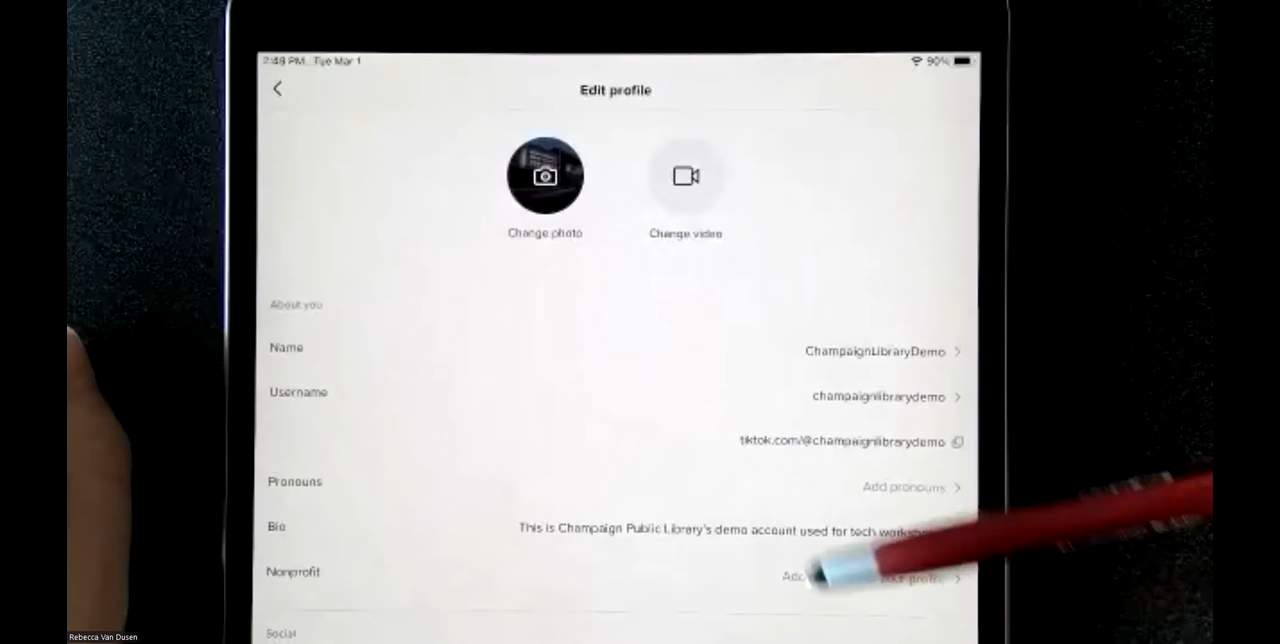 2:48 PM Tue Mar 1
90%
Edit profile
Change photo
Change video
About you
Name
ChampaignLibraryDemo
Username
champaignlibrarydemo
tiktok.com/@champaignlibrarydemo
Pronouns
Add pronouns
Bio
This is Champaign Public Library's demo account used for tech
Nonprofit
your profile
Social
Rebecca Van Dusen